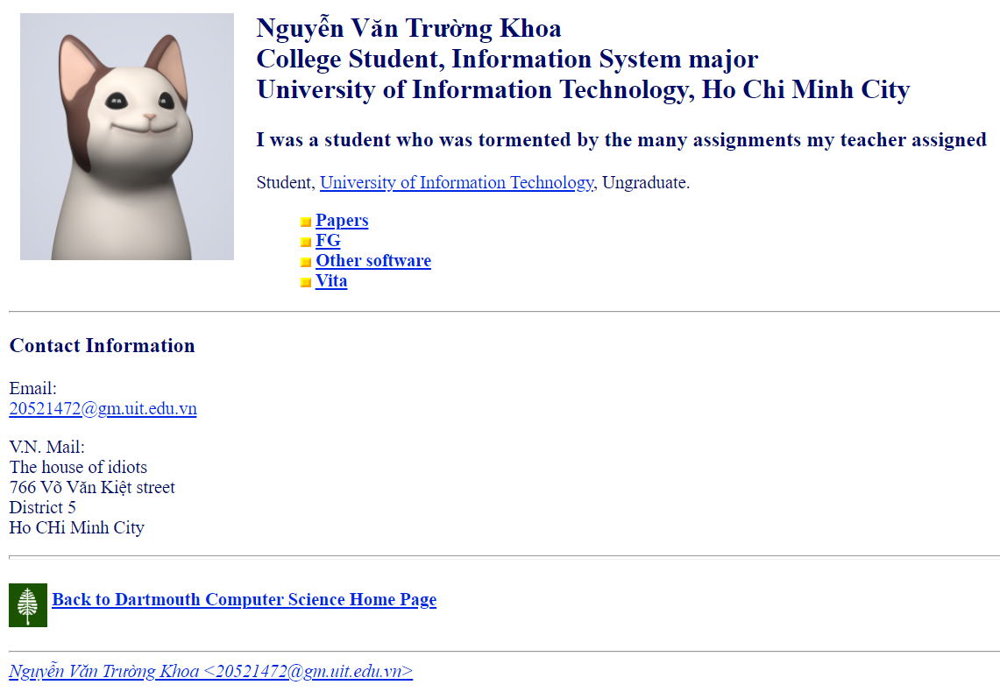 Nguyễn Văn Trường Khoa
College Student, Information System major
University of Information Technology, Ho Chi Minh City
I was a student who was tormented by the many assignments my teacher assigned
Student, University of Information Technology, Ungraduate.
Papers
FG
Other software
Vita
Contact Information
Email:
20521472@gm.uit.edu.vn
V.N. Mail:
The house of idiots
766 Võ Văn Kiệt street
District 5
Ho CHi Minh City
Back to Dartmouth Computer Science Home Page
Nguyễn Văn Trường Khoa <20521472@gm.uit.edu.vn>